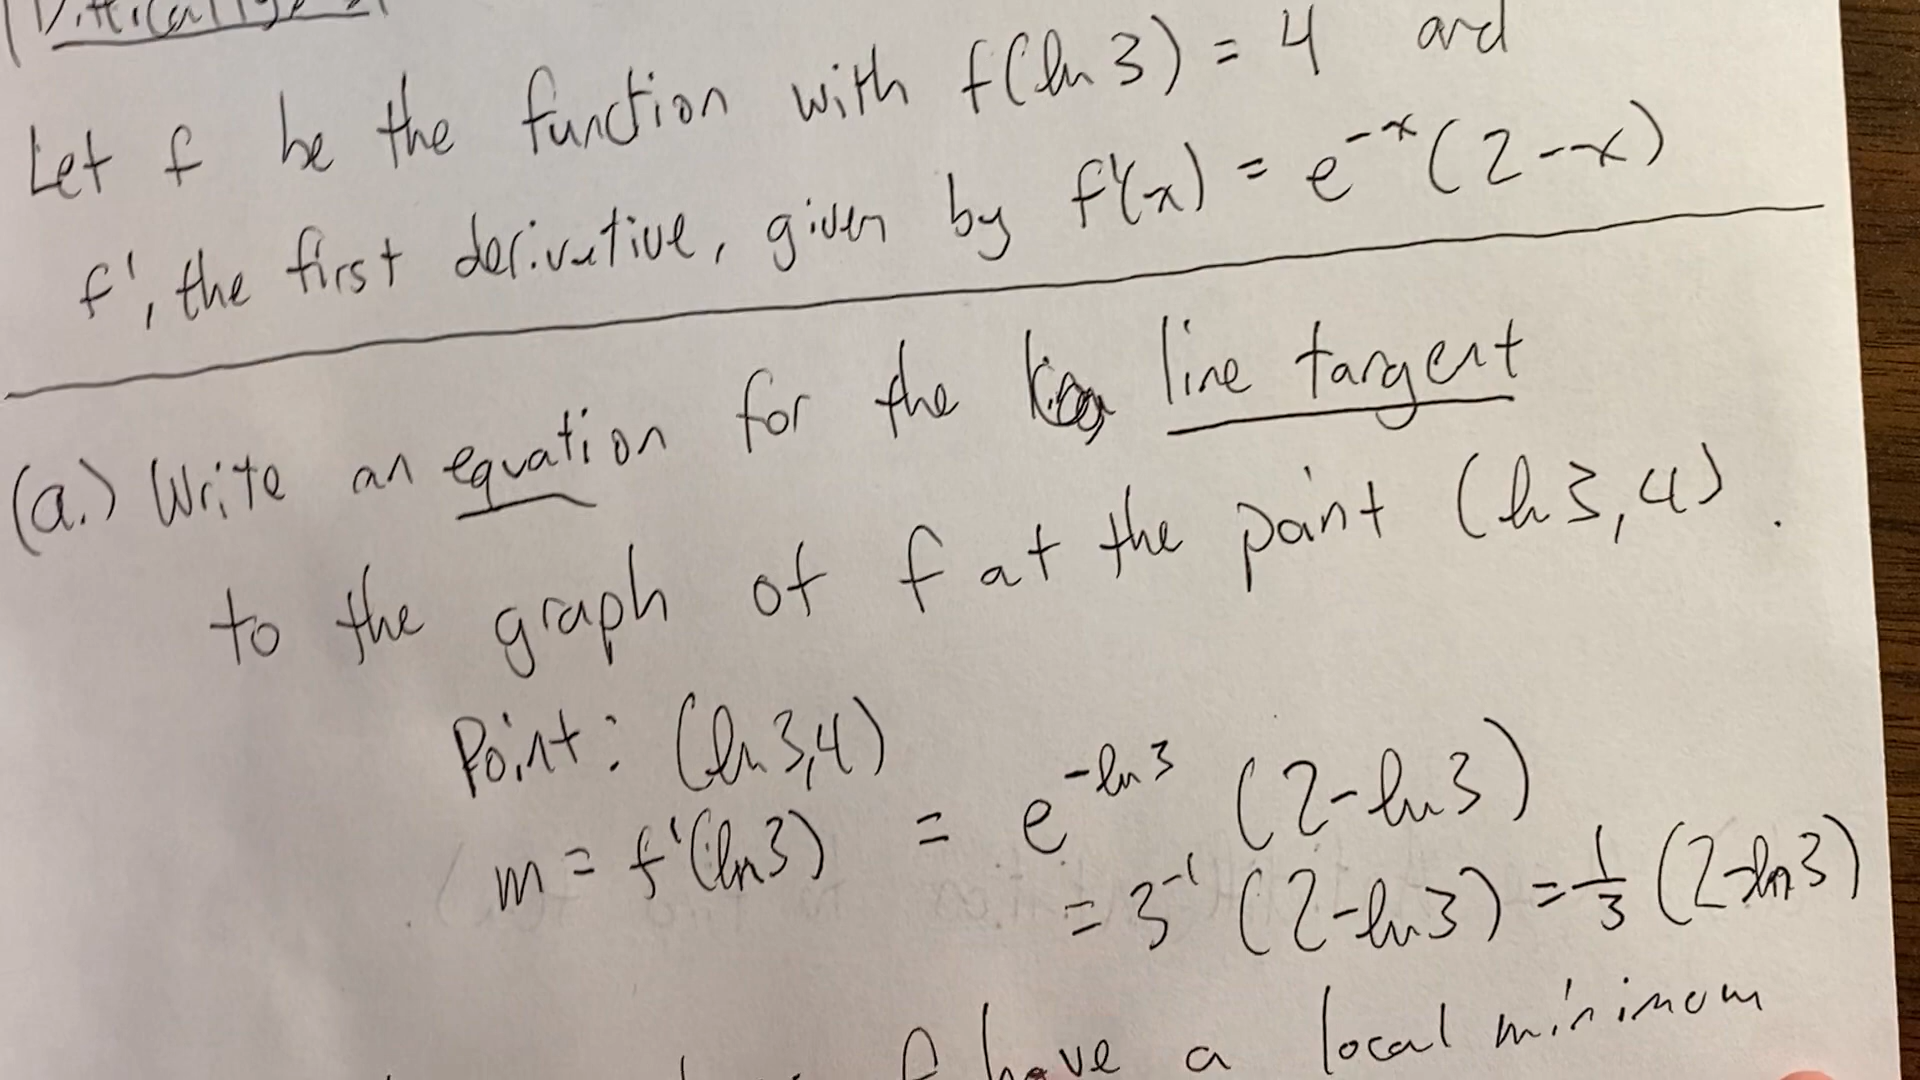 Let f be the function with f(ln 3) = 4 and
f', the first derivative, given by f'(x) = e^-x (2-x)
(a.) Write an equation for the line tangent
to the graph of f at the point (ln 3, 4).
Point: (ln 3, 4)
m = f'(ln 3) = e^-ln 3 (2-ln 3)
= 3^-1 (2-ln 3) = 1/3 (2-ln 3)
f have a local minimum